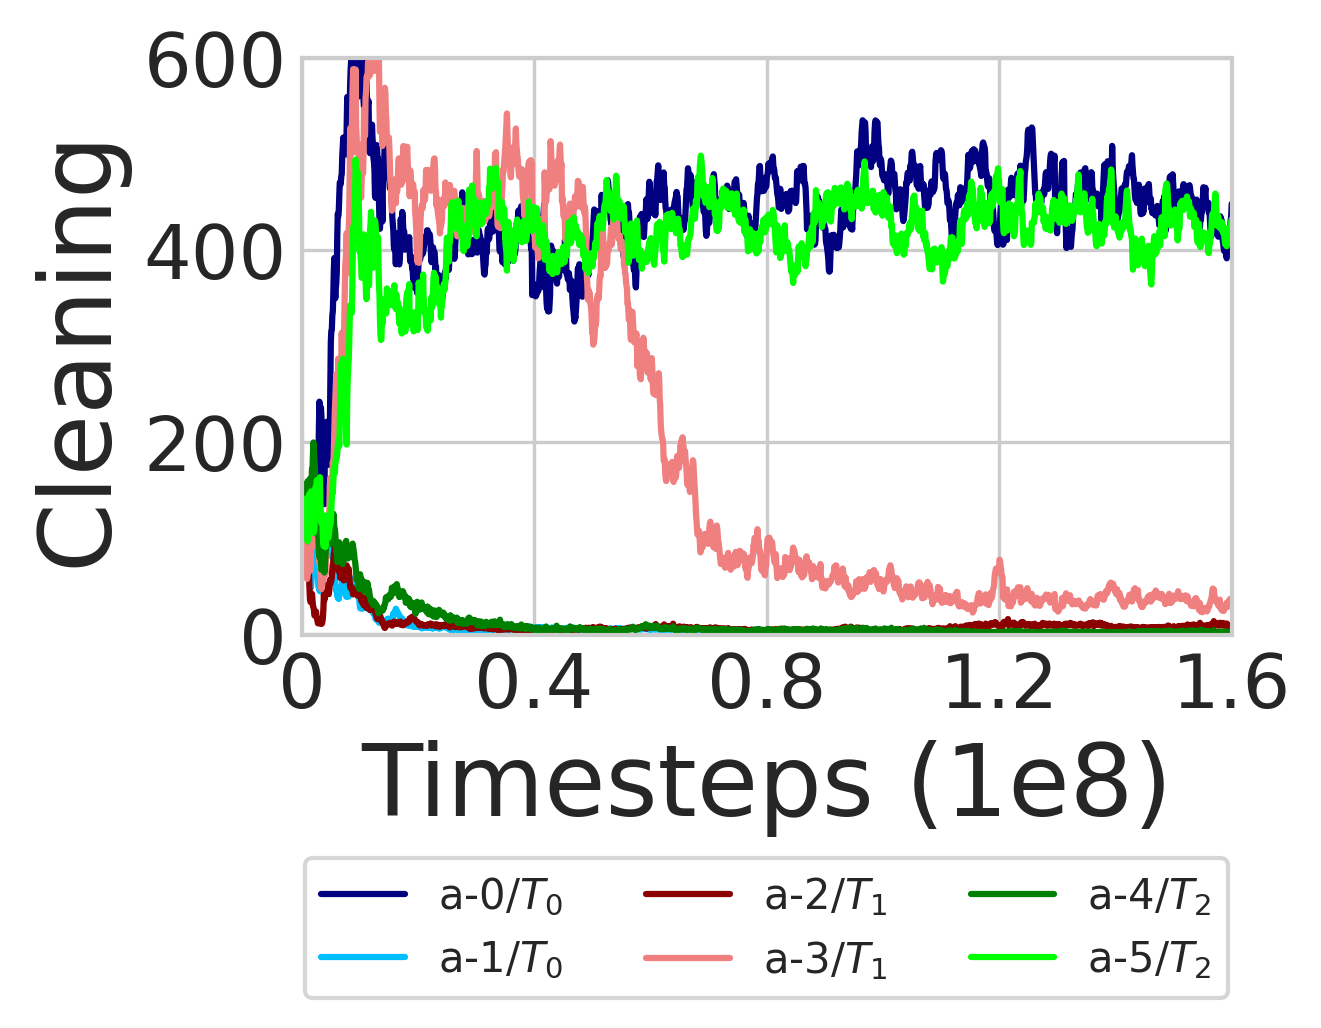 Cleaning
600
400
200
0
0 0.4 0.8 1.2 1.6
Timesteps (1e8)
a-0/T₀ a-2/T₁ a-4/T₂
a-1/T₀ a-3/T₁ a-5/T₂